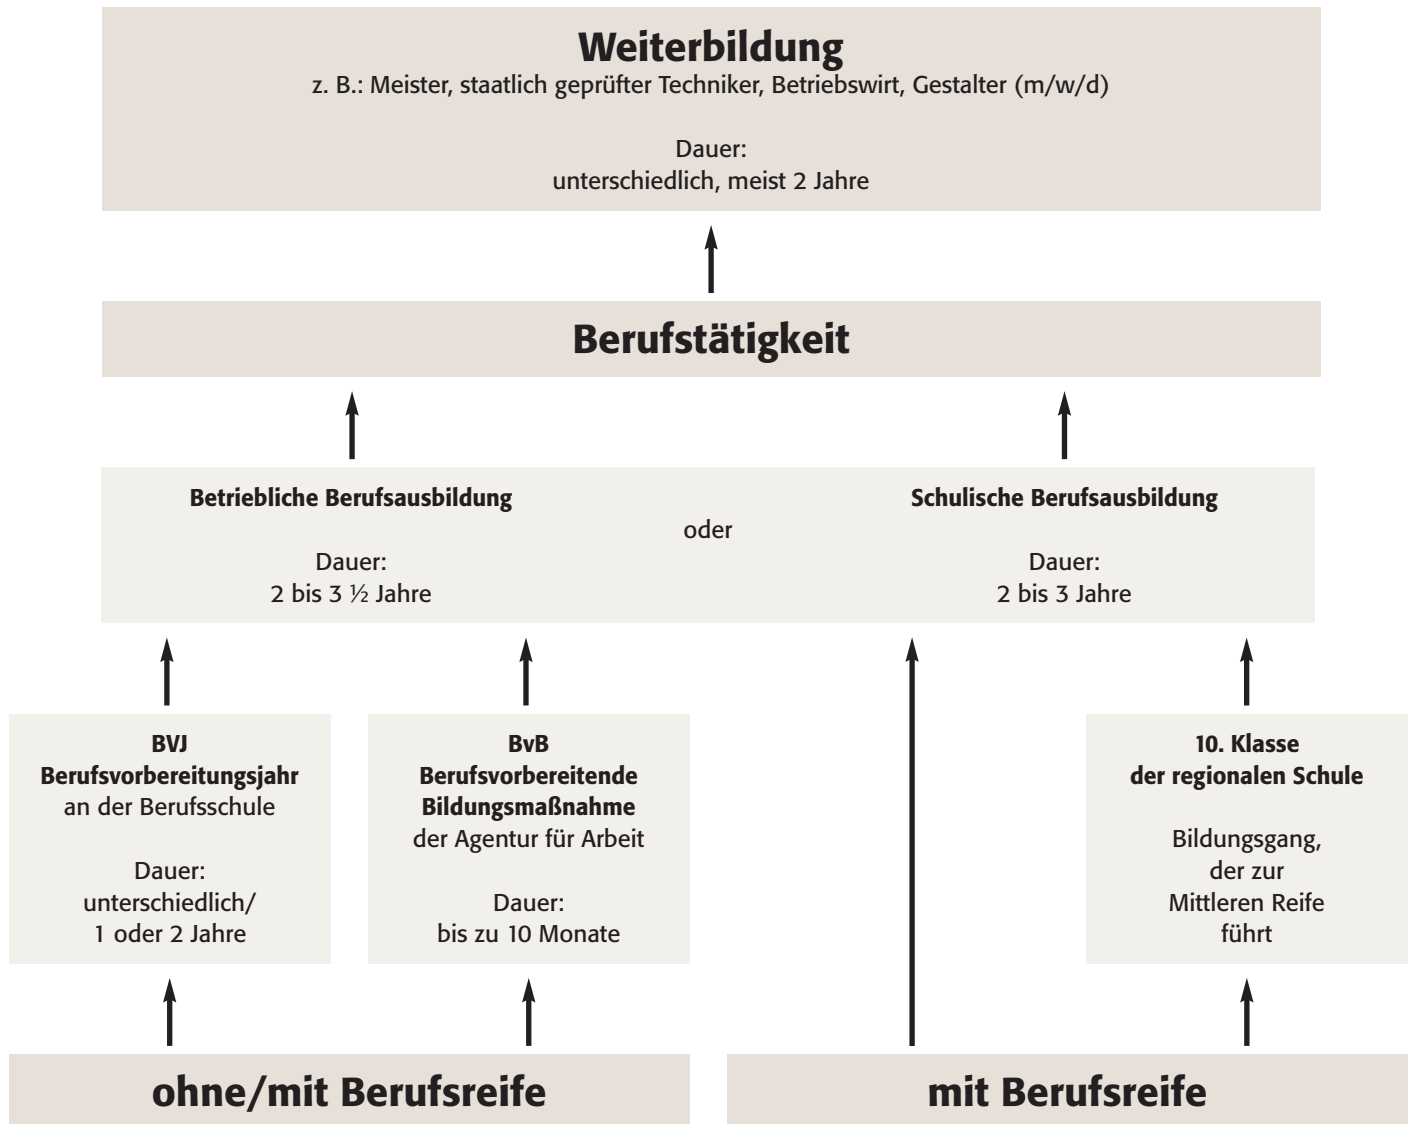 Weiterbildung
z. B.: Meister, staatlich geprüfter Techniker, Betriebswirt, Gestalter (m/w/d)
Dauer:
unterschiedlich, meist 2 Jahre
Berufstätigkeit
Betriebliche Berufsausbildung
Dauer:
2 bis 3 ½ Jahre
oder
Schulische Berufsausbildung
Dauer:
2 bis 3 Jahre
BVJ
Berufsvorbereitungsjahr
an der Berufsschule
Dauer:
unterschiedlich/
1 oder 2 Jahre
BvB
Berufsvorbereitende
Bildungsmaßnahme
der Agentur für Arbeit
Dauer:
bis zu 10 Monate
10. Klasse
der regionalen Schule
Bildungsgang,
der zur
Mittleren Reife
führt
ohne/mit Berufsreife
mit Berufsreife